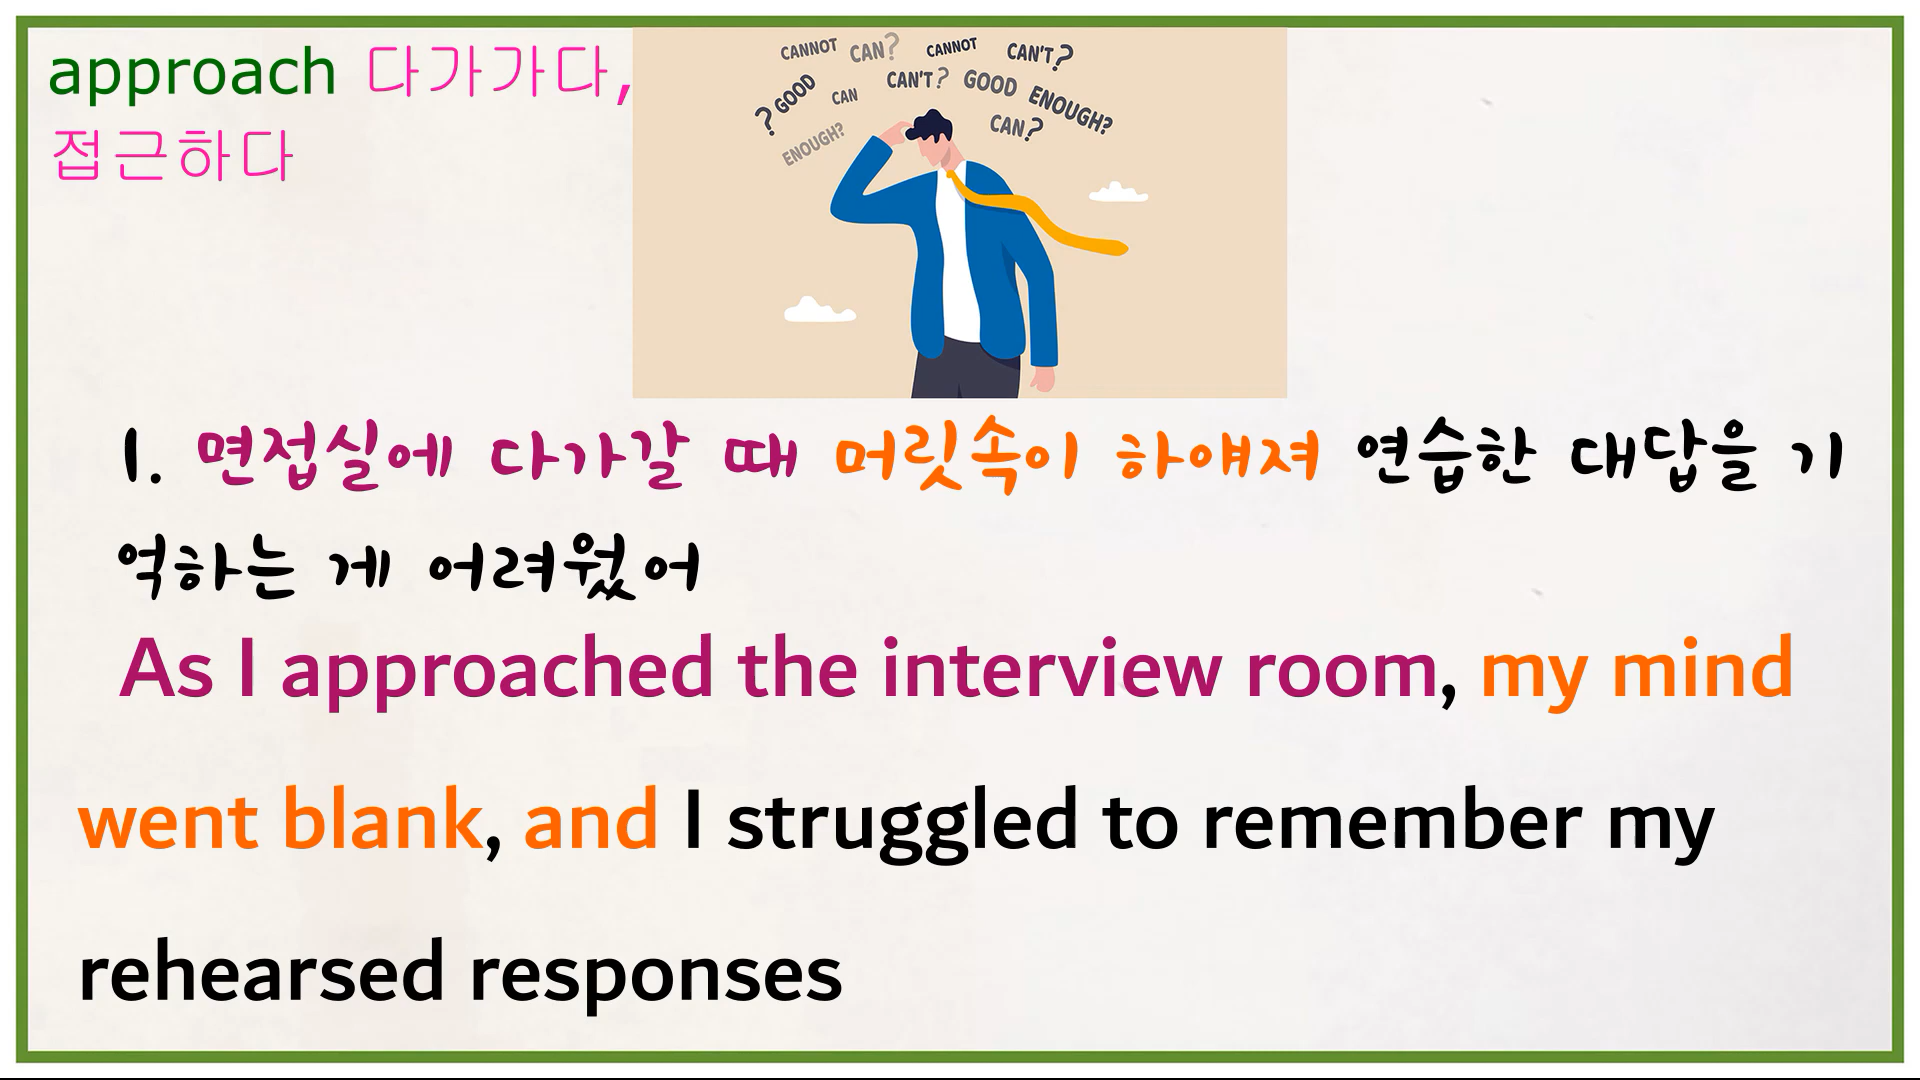 approach 다가가다,
접근하다
CANNOT CAN? CANNOT CAN'T?
? GOOD CAN CAN'T? GOOD ENOUGH?
ENOUGH? CAN?
1. 면접실에 다가갈 때 머릿속이 하얘져 연습한 대답을 기
억하는 게 어려웠어
As I approached the interview room, my mind
went blank, and I struggled to remember my
rehearsed responses